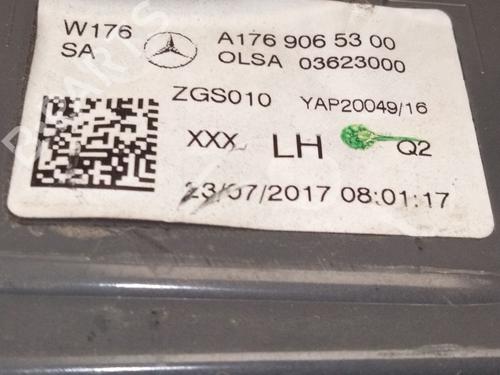 W176 A176 906 53 00
SA OLSA 03623000
ZGS010 YAP20049/16
XXX LH Q2
23/07/2017 08:01:17